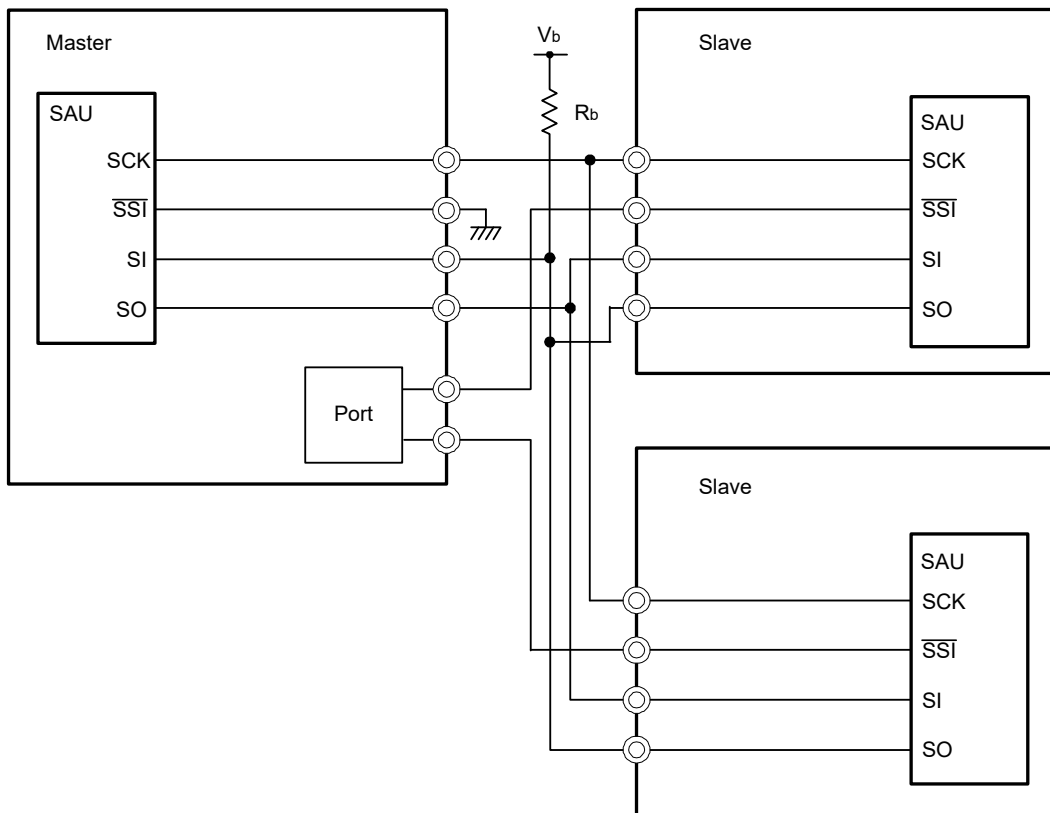 Master
SAU
SCK
SSI
SI
SO
Port
Vb
Rb
Slave
SAU
SCK
SSI
SI
SO
Slave
SAU
SCK
SSI
SI
SO